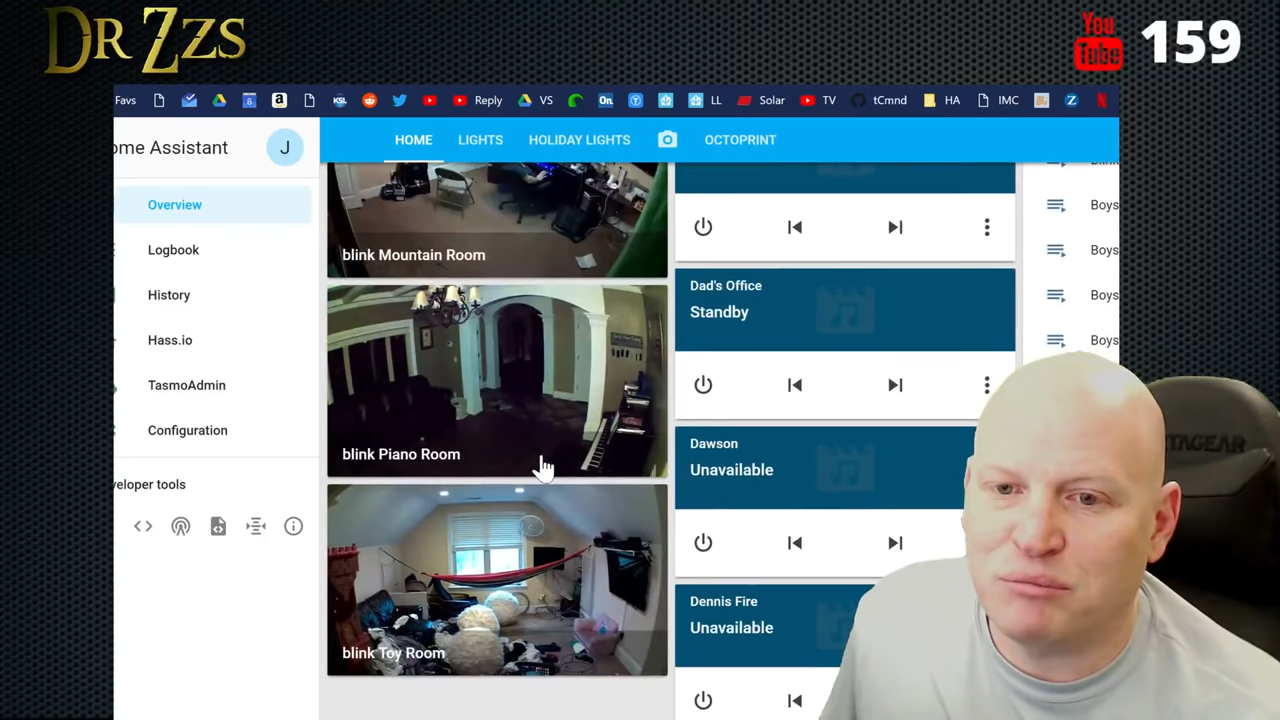 DR ZZS
You
Tube
159
Favs
Reply
VS
On.
LL
Solar
TV
tCmnd
HA
IMC
ome Assistant
J
HOME
LIGHTS
HOLIDAY LIGHTS
OCTOPRINT
Overview
Logbook
History
Hass.io
TasmoAdmin
Configuration
veloper tools
blink Mountain Room
blink Piano Room
blink Toy Room
Dad's Office
Standby
Dawson
Unavailable
Dennis Fire
Unavailable
Boys
Boys
Boys
Boys